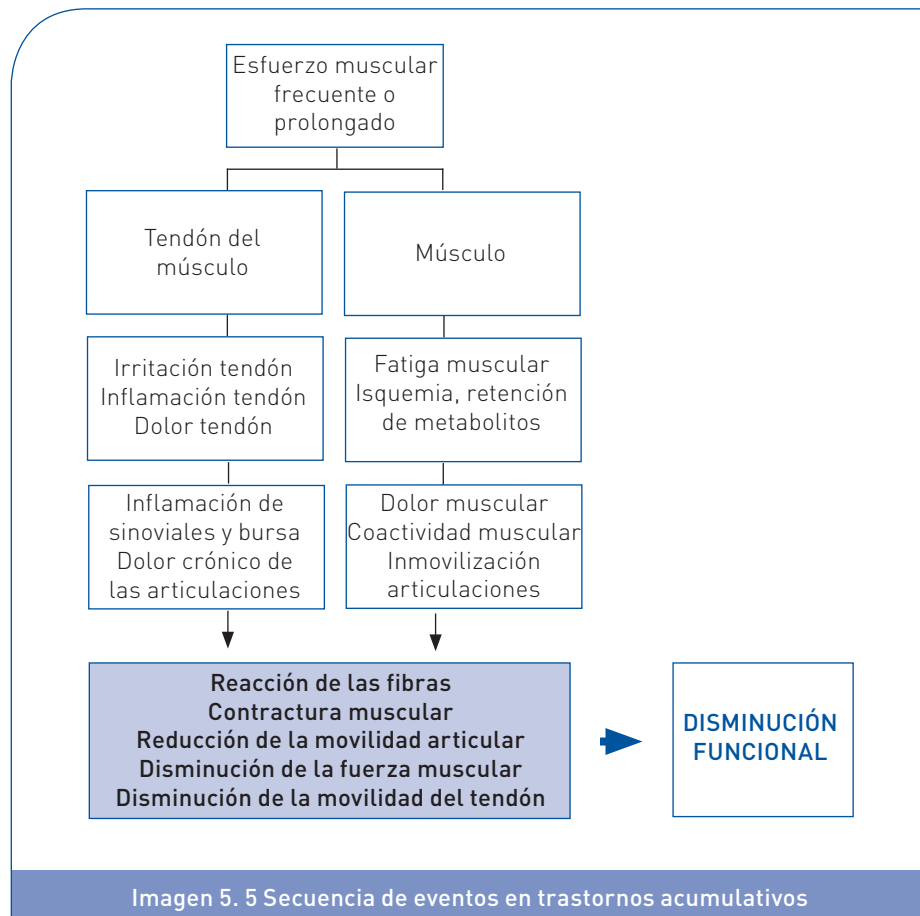 Esfuerzo muscular
frecuente o
prolongado
Tendón del
músculo
Músculo
Irritación tendón
Inflamación tendón
Dolor tendón
Fatiga muscular
Isquemia, retención
de metabolitos
Inflamación de
sinoviales y bursa
Dolor crónico de
las articulaciones
Dolor muscular
Coactividad muscular
Inmovilización
articulaciones
Reacción de las fibras
Contractura muscular
Reducción de la movilidad articular
Disminución de la fuerza muscular
Disminución de la movilidad del tendón
DISMINUCIÓN
FUNCIONAL
Imagen 5. 5 Secuencia de eventos en trastornos acumulativos